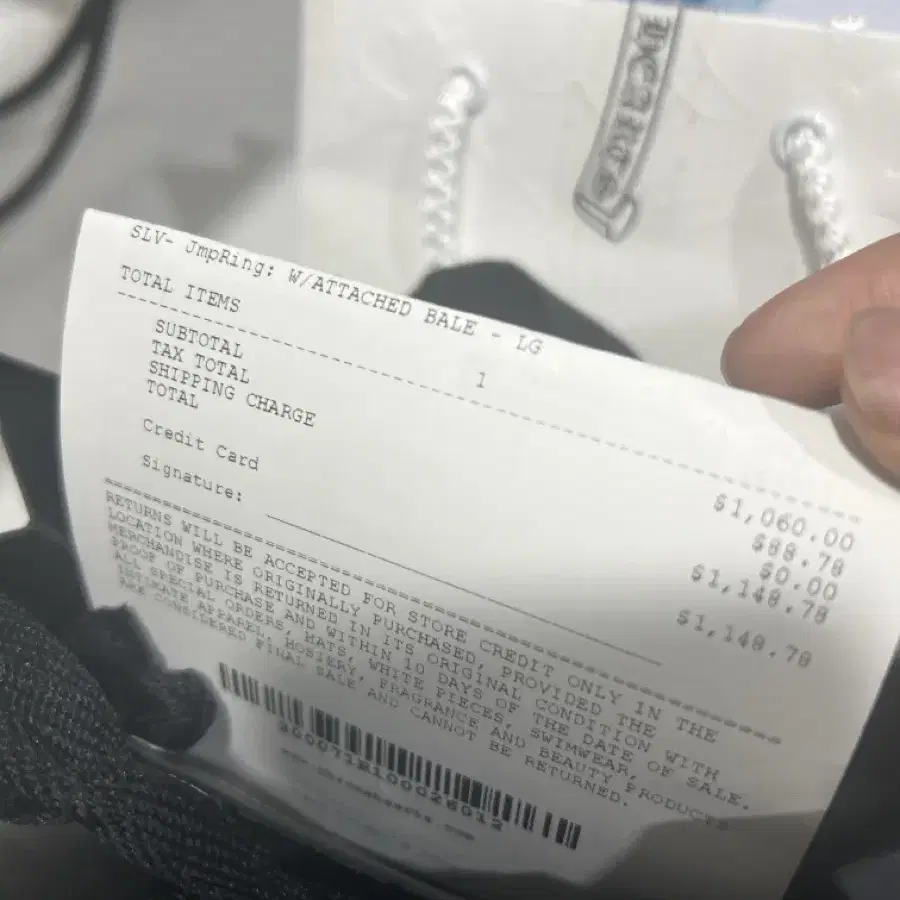 Hearts
SLV- JmpRing: W/ATTACHED BALE - LG
TOTAL ITEMS 1
SUBTOTAL $1,060.00
TAX TOTAL $88.78
SHIPPING CHARGE $0.00
TOTAL $1,148.78
Credit Card $1,148.78
Signature:
RETURNS WILL BE ACCEPTED FOR STORE CREDIT ONLY IN THE
LOCATION WHERE ORIGINALLY PURCHASED, PROVIDED THE
MERCHANDISE IS RETURNED IN ITS ORIGINAL CONDITION WITH
PROOF OF PURCHASE AND WITHIN 10 DAYS OF THE DATE OF SALE.
ALL SPECIAL ORDERS, HATS, WHITE PIECES, SWIMWEAR,
INTIMATE APPAREL, HOSIERY, FRAGRANCE AND BEAUTY PRODUCTS
ARE CONSIDERED FINAL SALE AND CANNOT BE RETURNED.